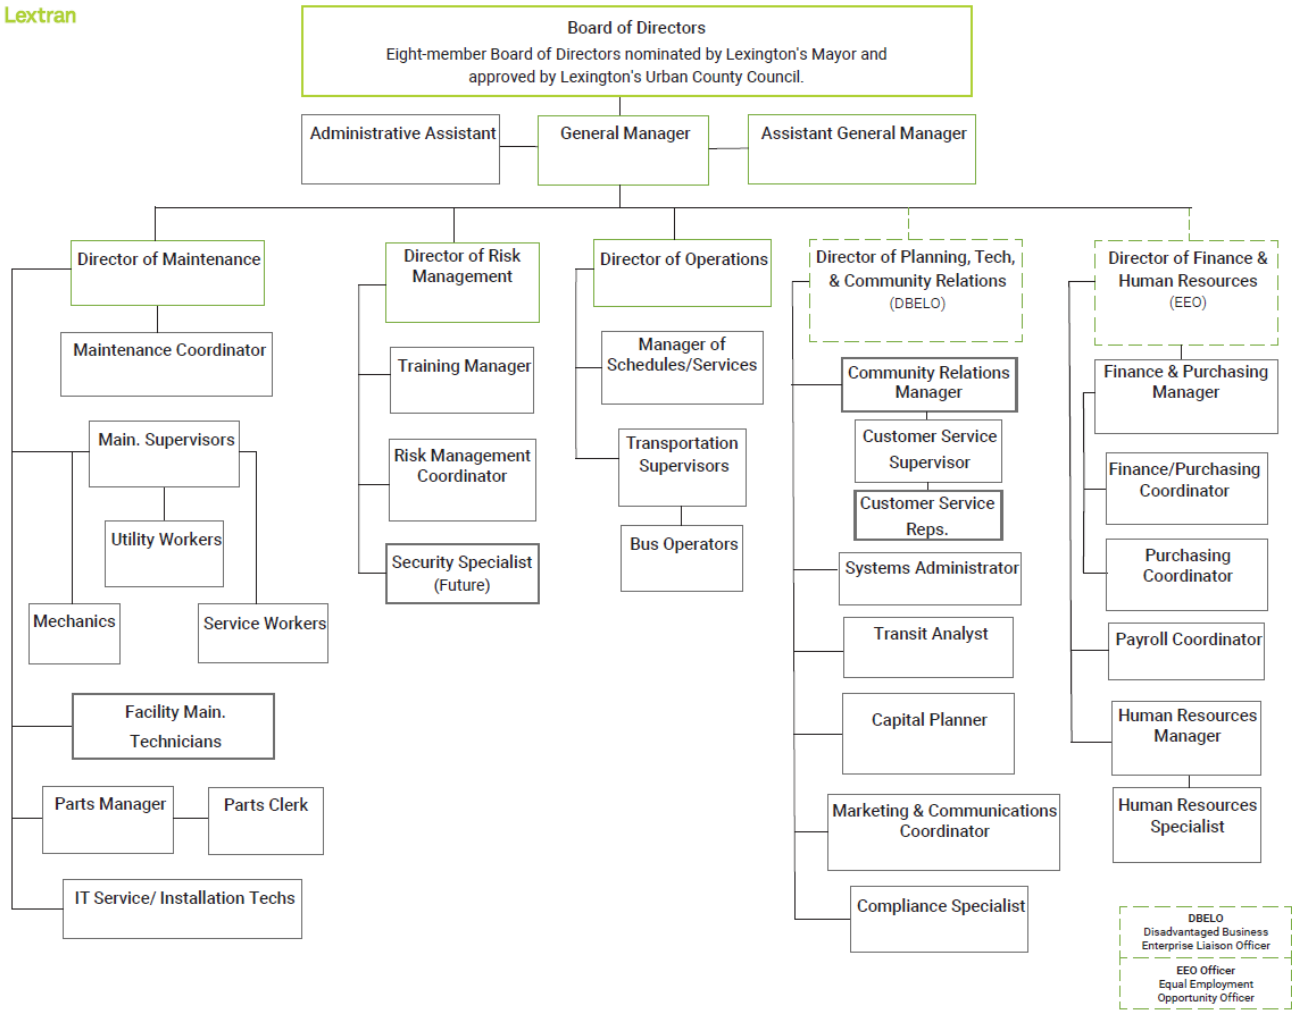 Lextran
Board of Directors
Eight-member Board of Directors nominated by Lexington's Mayor and
approved by Lexington's Urban County Council.
Administrative Assistant
General Manager
Assistant General Manager
Director of Maintenance
Maintenance Coordinator
Main. Supervisors
Utility Workers
Mechanics
Service Workers
Facility Main.
Technicians
Parts Manager
Parts Clerk
IT Service/ Installation Techs
Director of Risk
Management
Training Manager
Risk Management
Coordinator
Security Specialist
(Future)
Director of Operations
Manager of
Schedules/Services
Transportation
Supervisors
Bus Operators
Director of Planning, Tech,
& Community Relations
(DBELO)
Community Relations
Manager
Customer Service
Supervisor
Customer Service
Reps.
Systems Administrator
Transit Analyst
Capital Planner
Marketing & Communications
Coordinator
Compliance Specialist
Director of Finance &
Human Resources
(EEO)
Finance & Purchasing
Manager
Finance/Purchasing
Coordinator
Purchasing
Coordinator
Payroll Coordinator
Human Resources
Manager
Human Resources
Specialist
DBELO
Disadvantaged Business
Enterprise Liaison Officer
EEO Officer
Equal Employment
Opportunity Officer